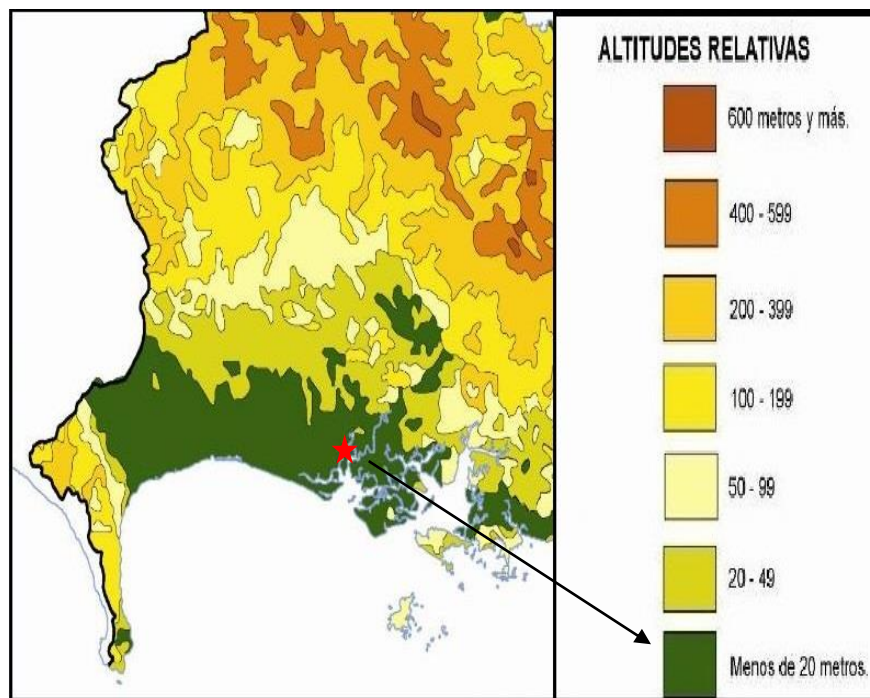 ALTITUDES RELATIVAS
600 metros y más.
400 - 599
200 - 399
100 - 199
50 - 99
20 - 49
Menos de 20 metros.